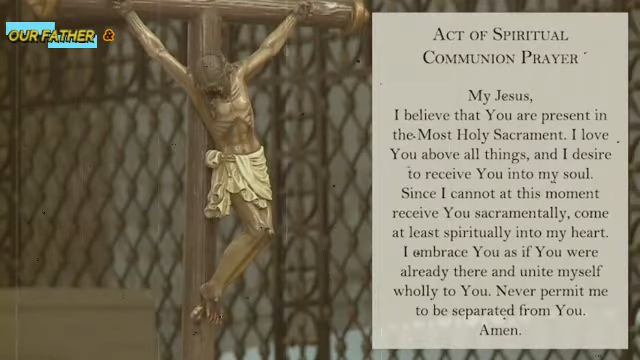 OUR FATHER &
ACT OF SPIRITUAL
COMMUNION PRAYER
My Jesus,
I believe that You are present in
the Most Holy Sacrament. I love
You above all things, and I desire
to receive You into my soul.
Since I cannot at this moment
receive You sacramentally, come
at least spiritually into my heart.
I embrace You as if You were
already there and unite myself
wholly to You. Never permit me
to be separated from You.
Amen.